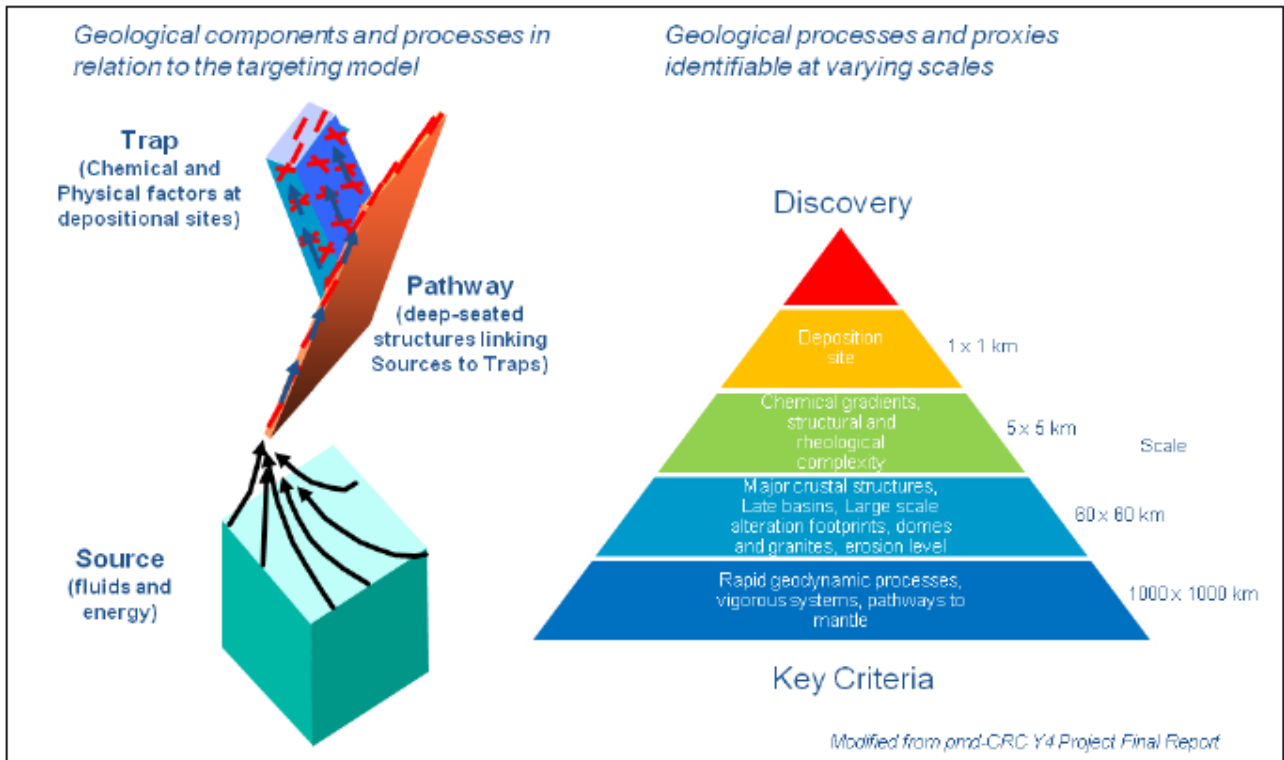 Geological components and processes in
relation to the targeting model
Trap
(Chemical and
Physical factors at
depositional sites)
Pathway
(deep-seated
structures linking
Sources to Traps)
Source
(fluids and
energy)
Geological processes and proxies
identifiable at varying scales
Discovery
Deposition
site
1 x 1 km
Chemical gradients,
structural and
rheological
complexity
5 x 5 km
Scale
Major crustal structures,
Late basins, Large scale
alteration footprints, domes
and granites, erosion level
60 x 60 km
Rapid geodynamic processes,
vigorous systems, pathways to
mantle
1000 x 1000 km
Key Criteria
Modified from pmd-CRC Y4 Project Final Report